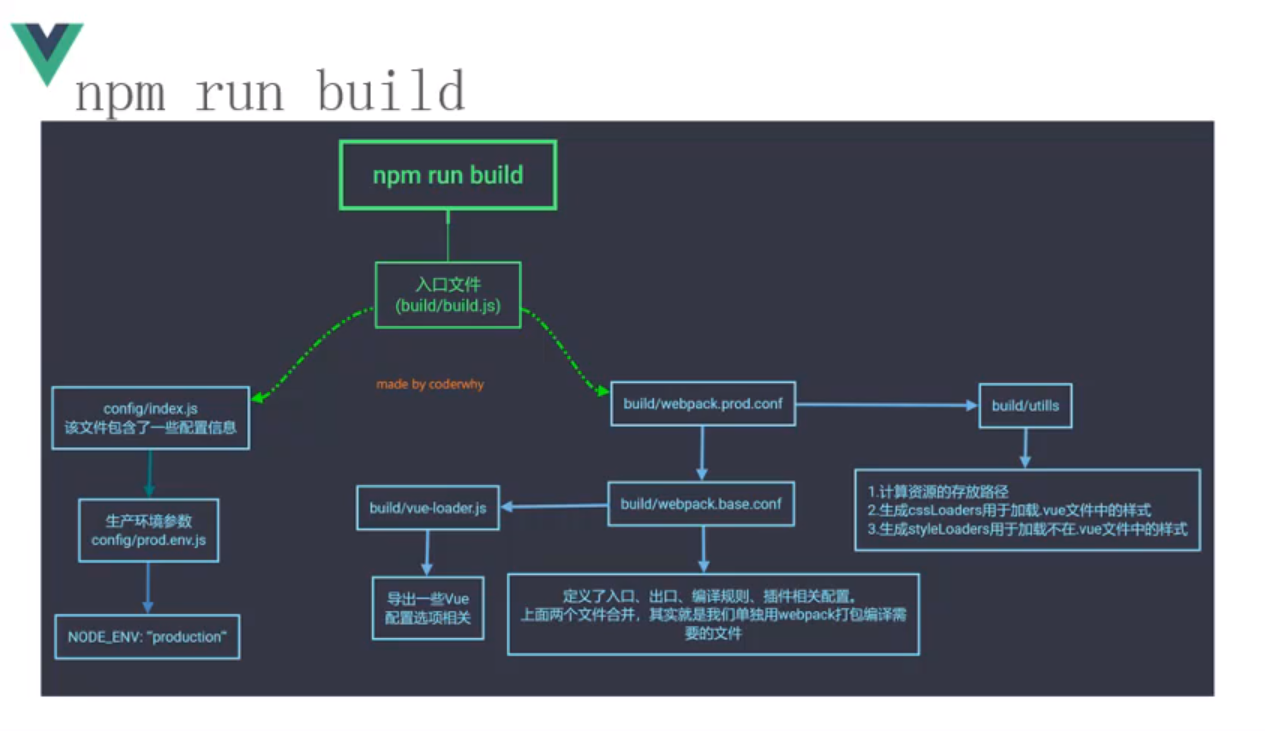 npm run build
npm run build
入口文件
(build/build.js)
made by coderwhy
config/index.js
该文件包含了一些配置信息
build/webpack.prod.conf
build/utills
生产环境参数
config/prod.env.js
build/vue-loader.js
build/webpack.base.conf
1.计算资源的存放路径
2.生成cssLoaders用于加载.vue文件中的样式
3.生成styleLoaders用于加载不在.vue文件中的样式
NODE_ENV: "production"
导出一些Vue
配置选项相关
定义了入口、出口、编译规则、插件相关配置。
上面两个文件合并，其实就是我们单独用webpack打包编译需
要的文件